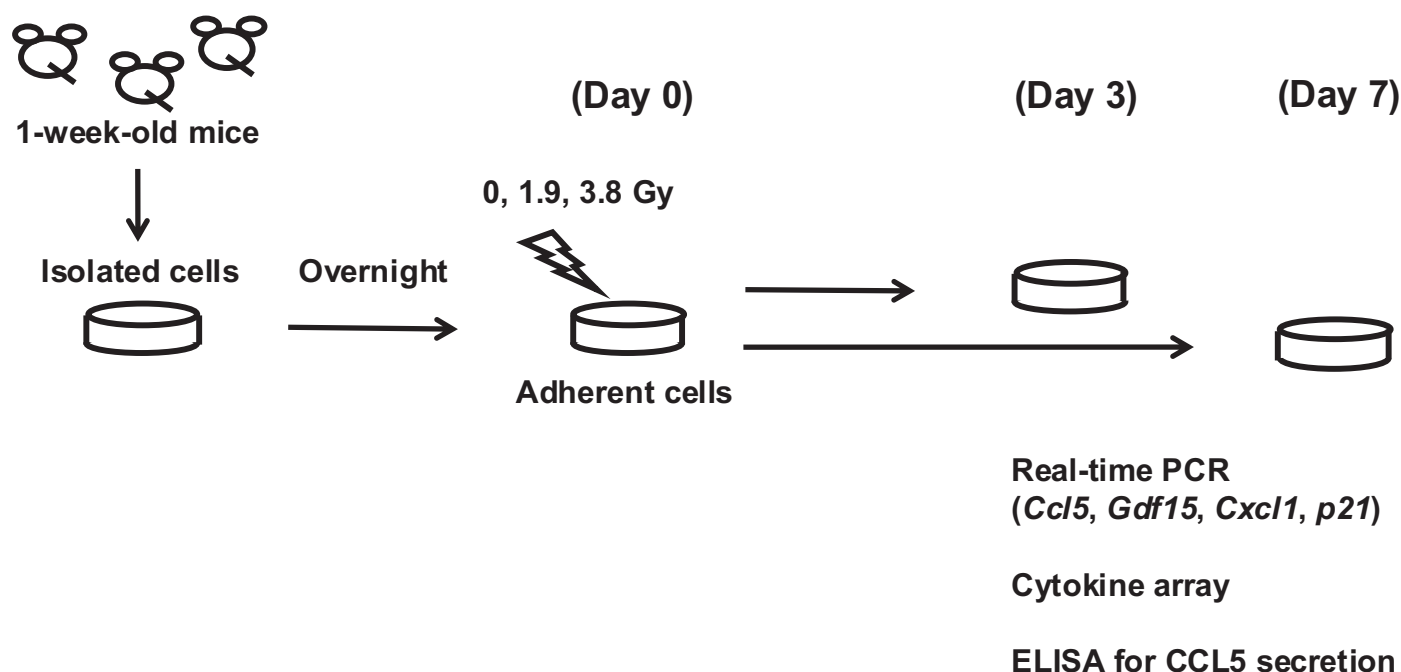 (Day 0)
(Day 3)
(Day 7)
1-week-old mice
0, 1.9, 3.8 Gy
Isolated cells
Overnight
Adherent cells
Real-time PCR
(Ccl5, Gdf15, Cxcl1, p21)
Cytokine array
ELISA for CCL5 secretion